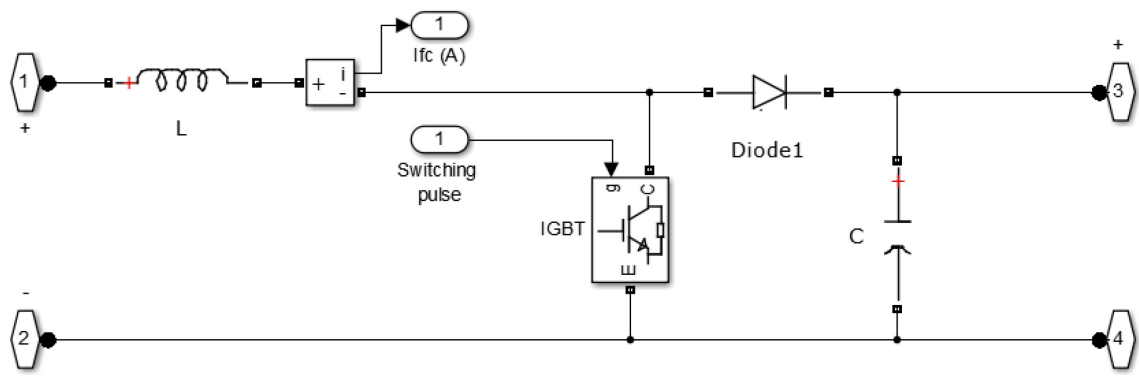 1
Ifc (A)
1
+
+
i
-
L
+
3
Diode1
1
Switching
pulse
g
C
IGBT
E
C
-
2
4